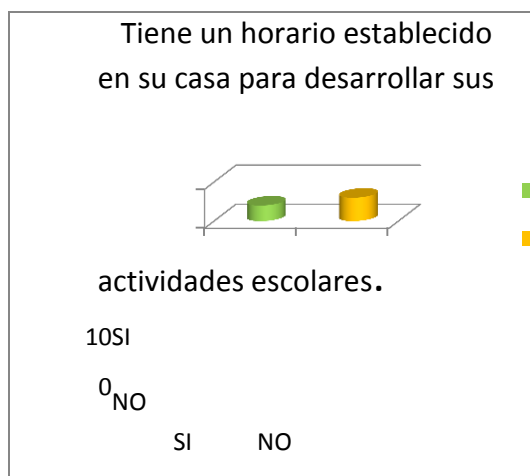 Tiene un horario establecido
en su casa para desarrollar sus
actividades escolares.
10SI
0NO
SI NO